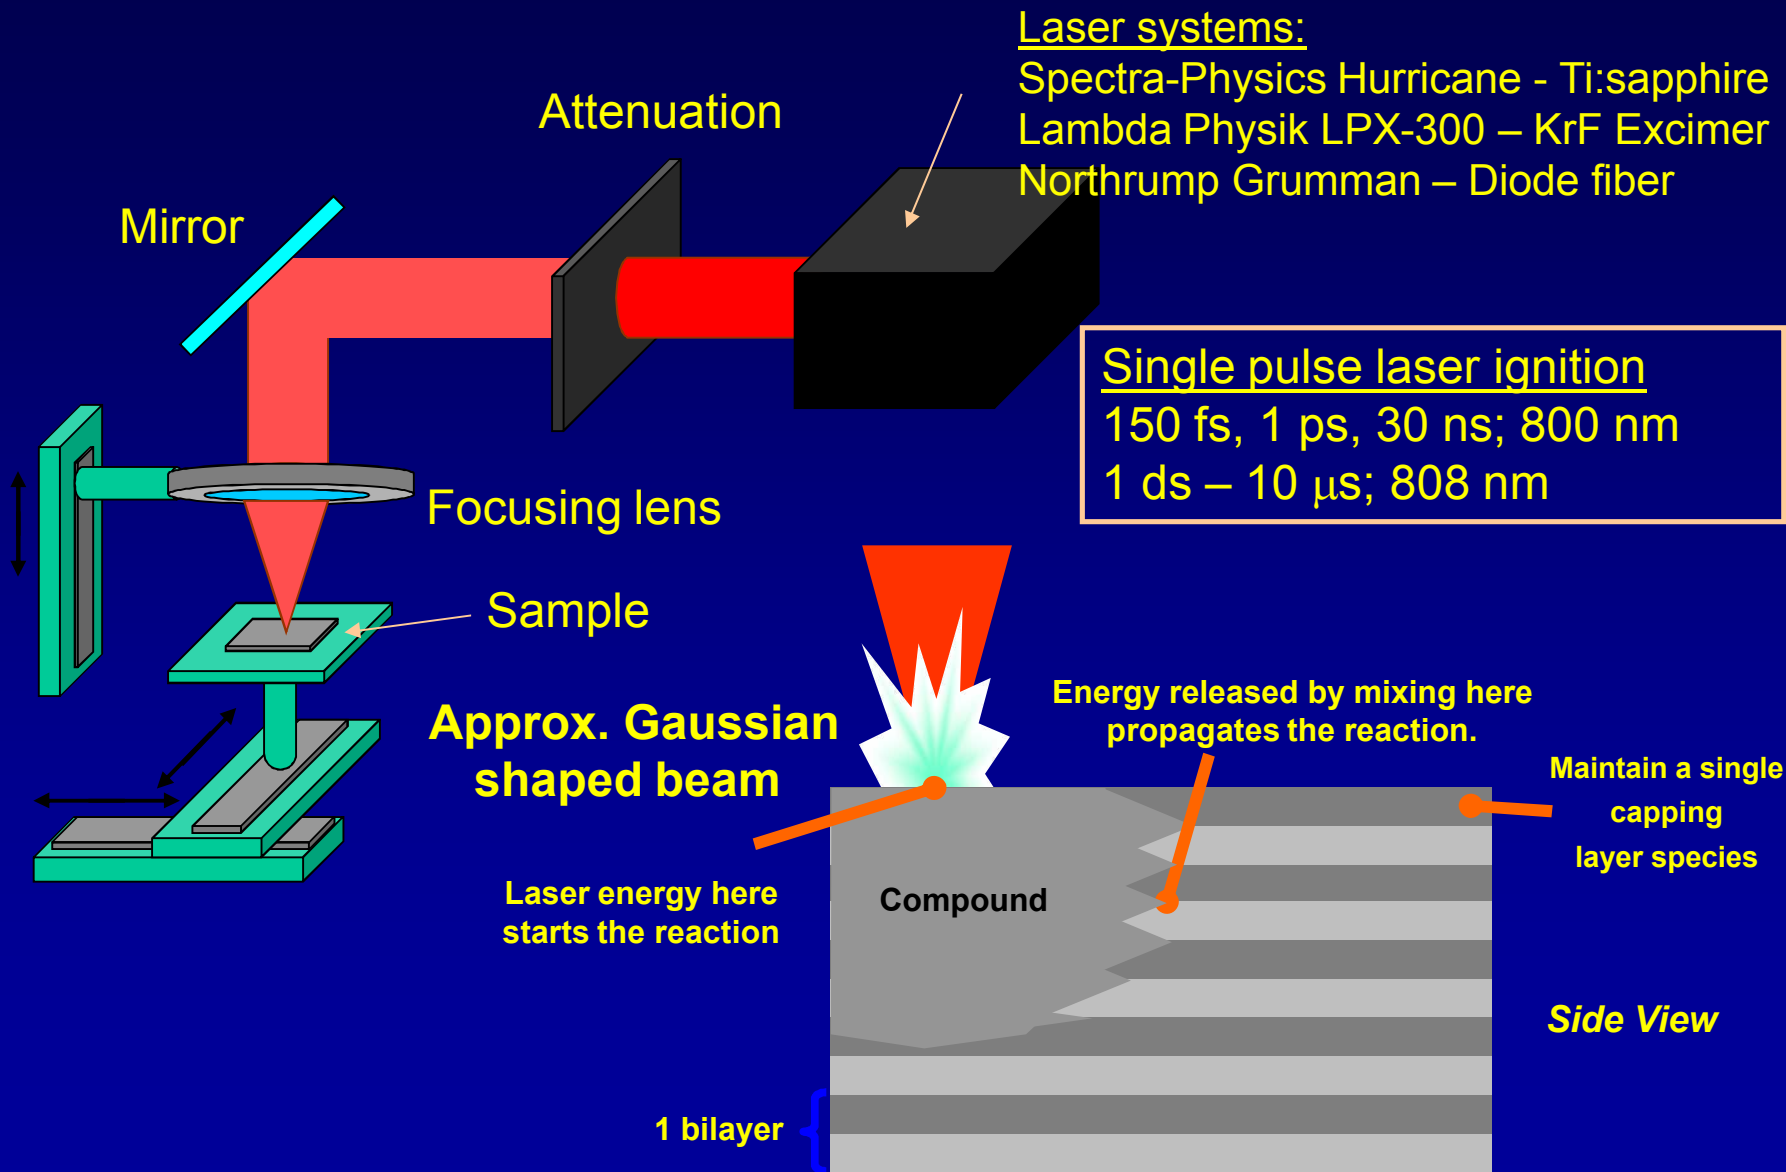 Laser systems:
Spectra-Physics Hurricane - Ti:sapphire
Lambda Physik LPX-300 – KrF Excimer
Northrump Grumman – Diode fiber
Attenuation
Mirror
Single pulse laser ignition
150 fs, 1 ps, 30 ns; 800 nm
1 ds – 10 μs; 808 nm
Focusing lens
Sample
Approx. Gaussian
shaped beam
Energy released by mixing here
propagates the reaction.
Maintain a single
capping
layer species
Laser energy here
starts the reaction
Compound
Side View
1 bilayer